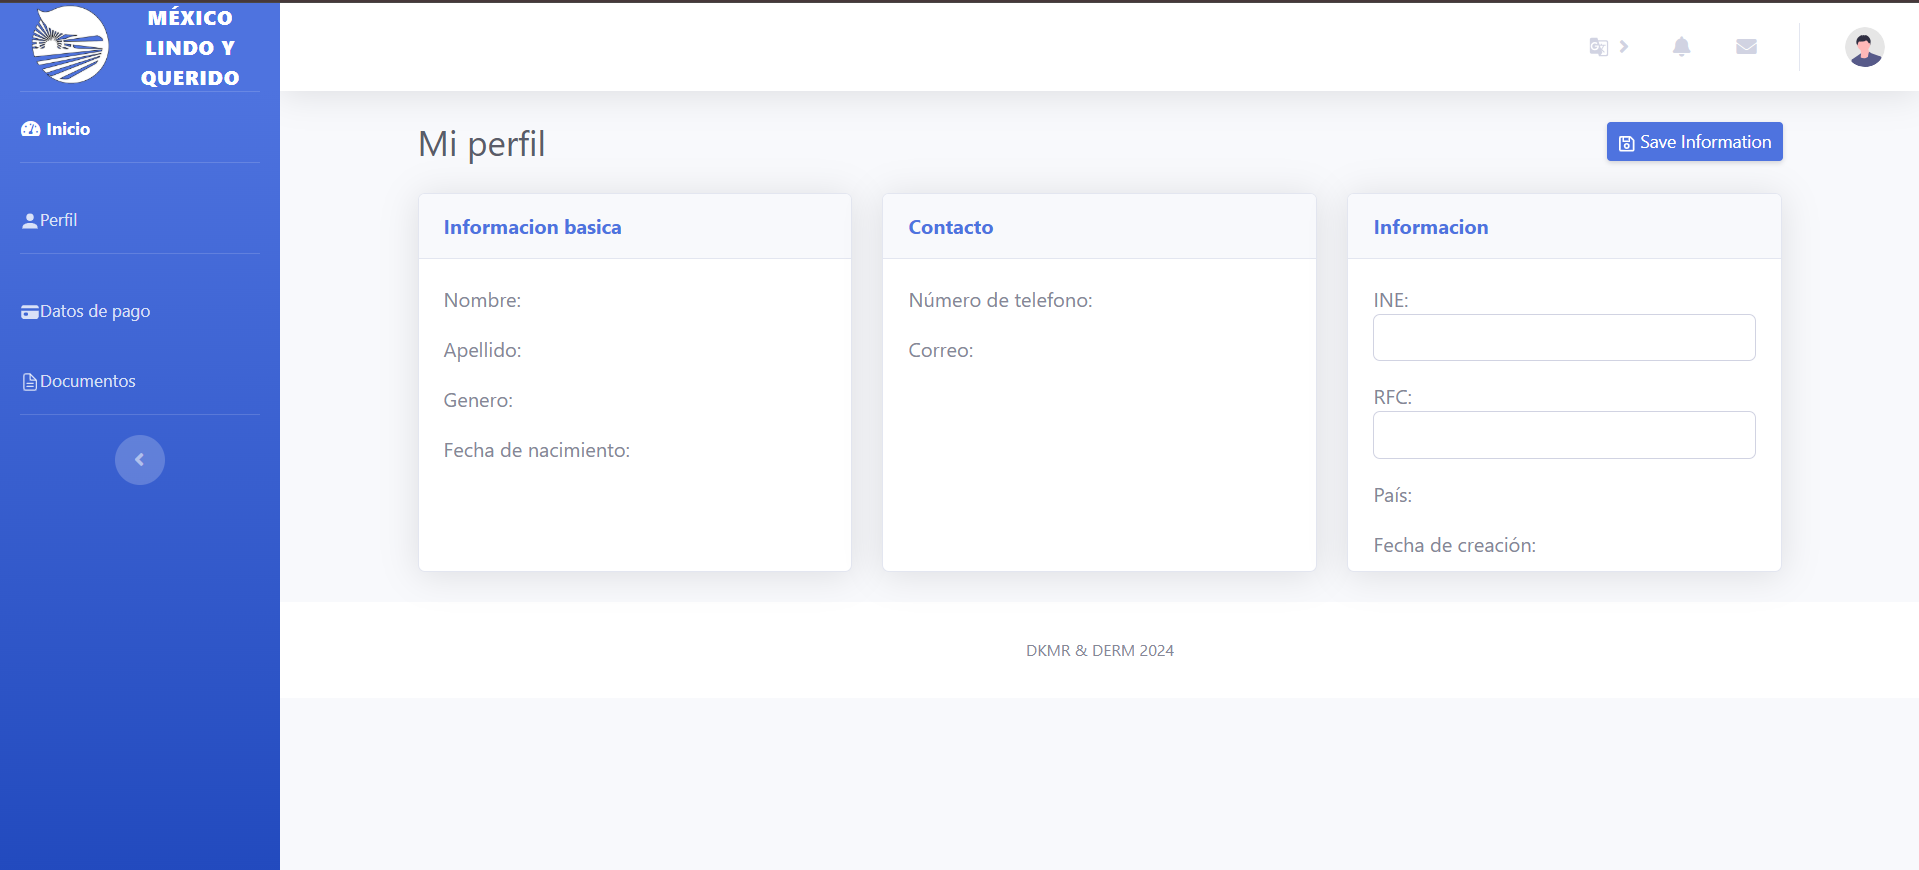 MÉXICO
LINDO Y
QUERIDO
Inicio
Perfil
Datos de pago
Documentos
Mi perfil
Save Information
Informacion basica
Nombre:
Apellido:
Genero:
Fecha de nacimiento:
Contacto
Número de telefono:
Correo:
Informacion
INE:
RFC:
País:
Fecha de creación:
DKMR & DERM 2024